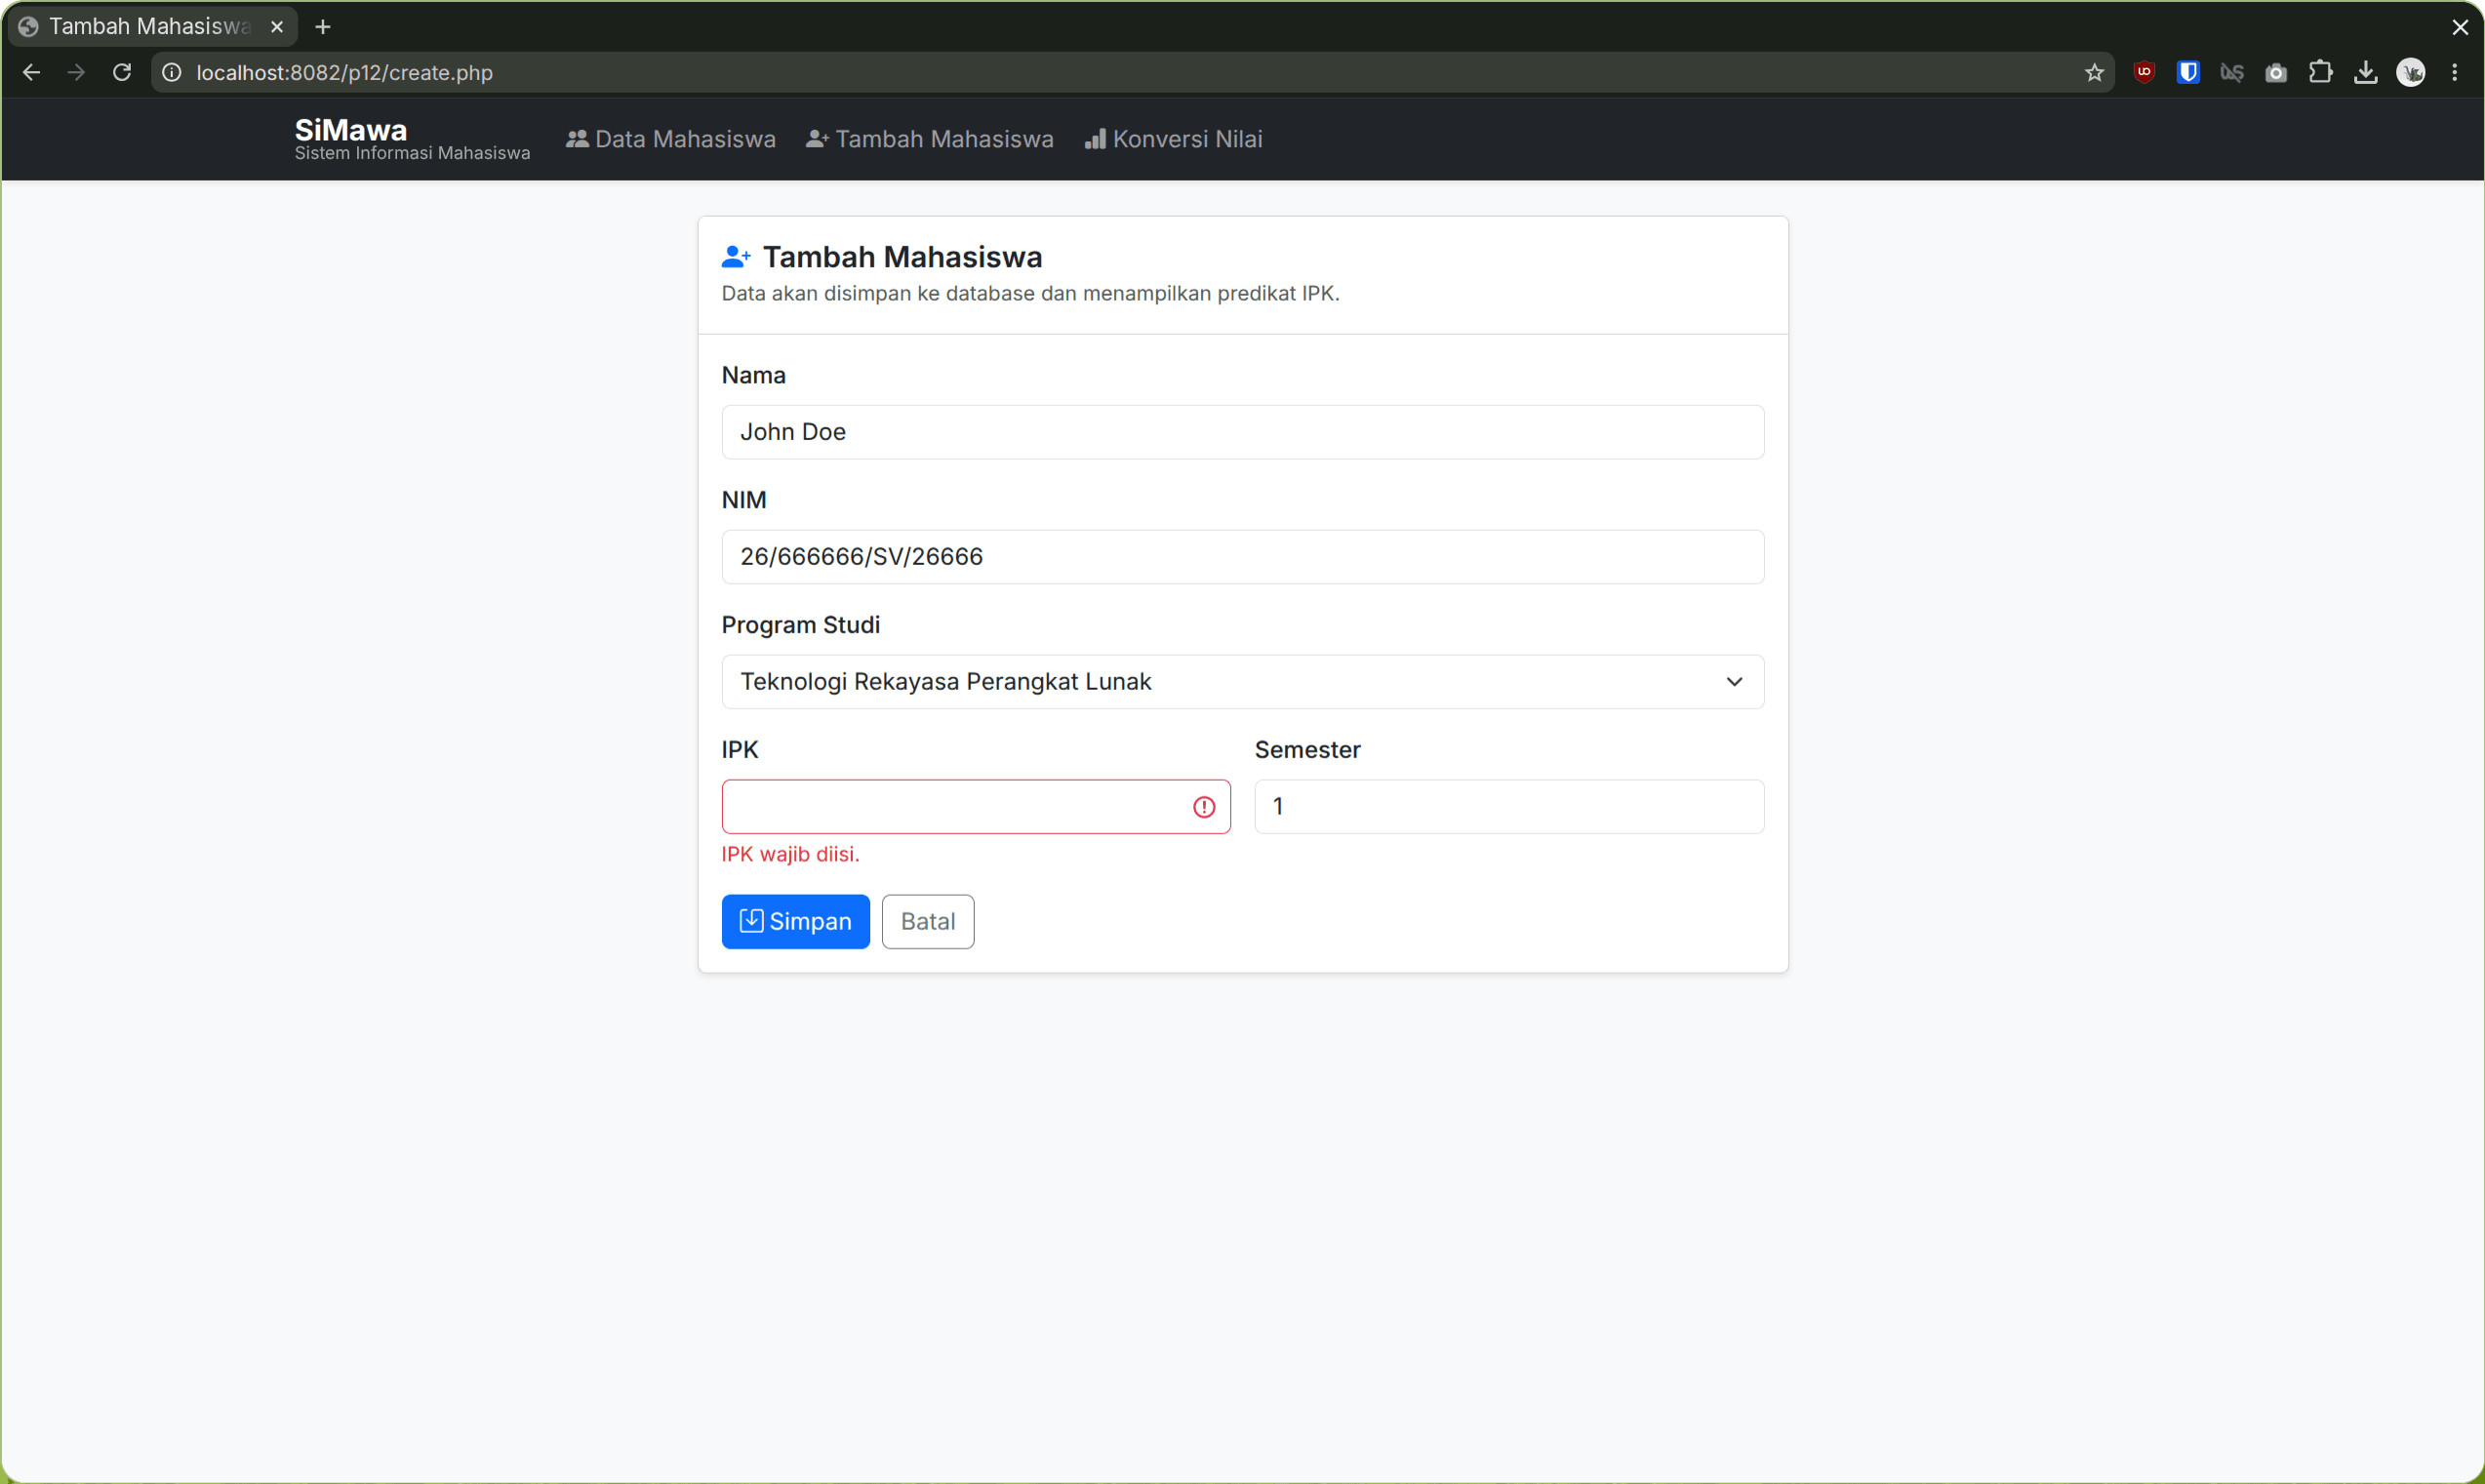 Tambah Mahasiswa
localhost:8082/p12/create.php
SiMawa
Sistem Informasi Mahasiswa
Data Mahasiswa
Tambah Mahasiswa
Konversi Nilai
Tambah Mahasiswa
Data akan disimpan ke database dan menampilkan predikat IPK.
Nama
John Doe
NIM
26/666666/SV/26666
Program Studi
Teknologi Rekayasa Perangkat Lunak
IPK
Semester
1
IPK wajib diisi.
Simpan
Batal